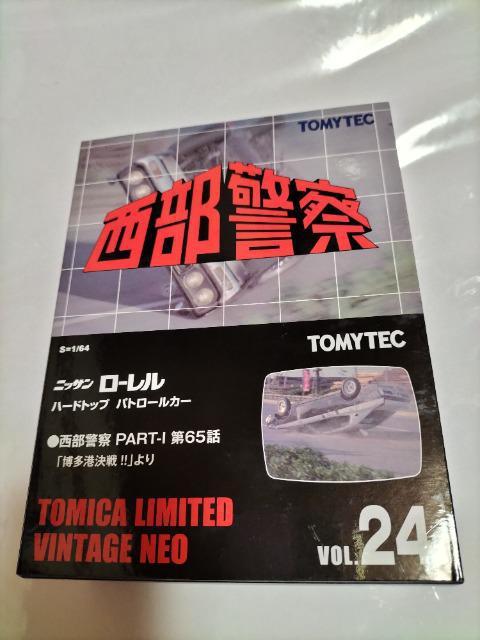 TOMYTEC
西部警察
S=1/64
TOMYTEC
ニッサン ローレル
ハードトップ パトロールカー
●西部警察 PART-I 第65話
「博多港決戦!!」より
TOMICA LIMITED
VINTAGE NEO
VOL.24